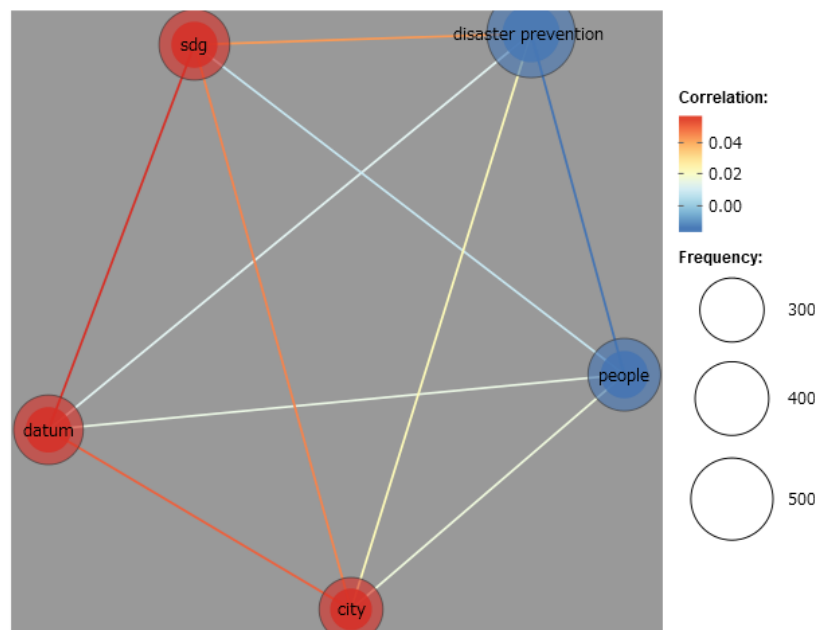 sdg
disaster prevention
people
datum
city
Correlation:
0.04
0.02
0.00
Frequency:
300
400
500